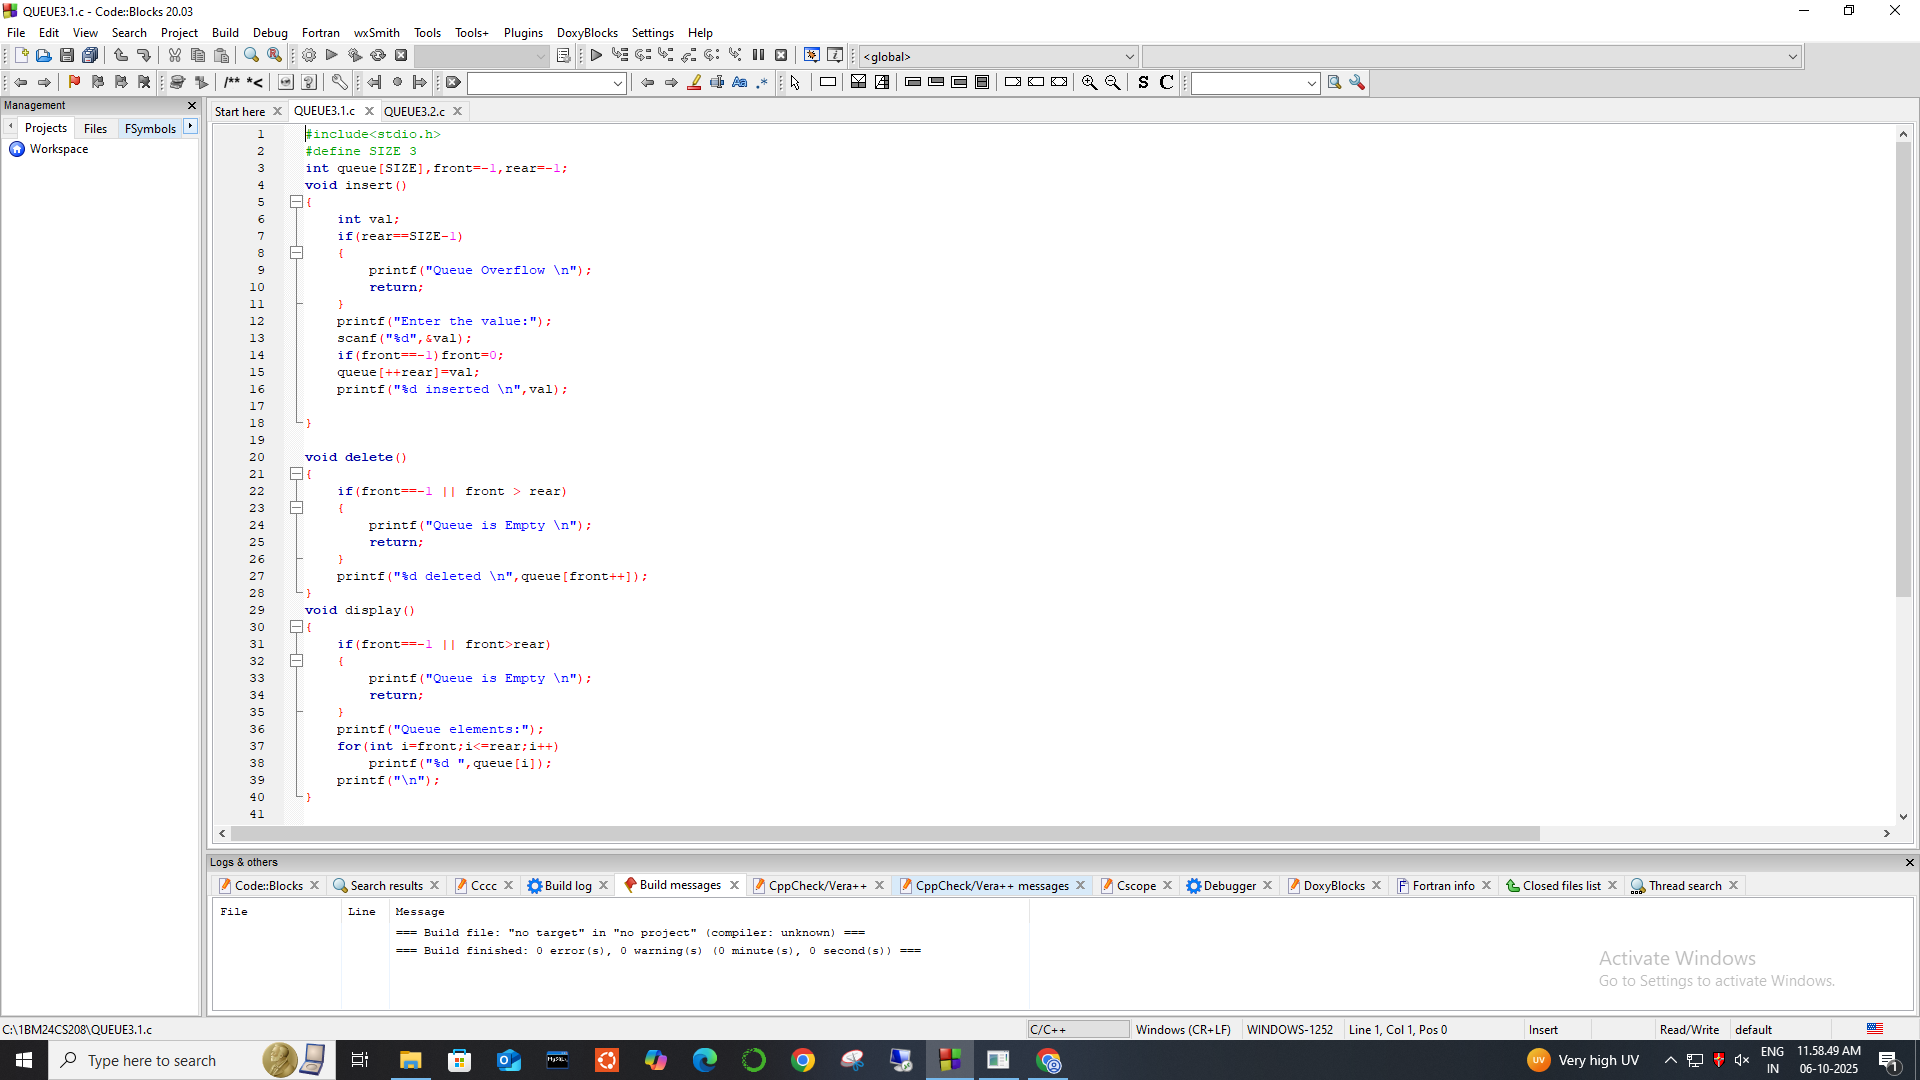 QUEUE3.1.c - Code::Blocks 20.03
File Edit View Search Project Build Debug Fortran wxSmith Tools Tools+ Plugins DoxyBlocks Settings Help
<global>
/** *< Aa .* S C
Management
Projects Files FSymbols
Workspace
Start here QUEUE3.1.c QUEUE3.2.c
1 #include<stdio.h>
2 #define SIZE 3
3 int queue[SIZE],front=-1,rear=-1;
4 void insert()
5 {
6 int val;
7 if(rear==SIZE-1)
8 {
9 printf("Queue Overflow \n");
10 return;
11 }
12 printf("Enter the value:");
13 scanf("%d",&val);
14 if(front==-1)front=0;
15 queue[++rear]=val;
16 printf("%d inserted \n",val);
17
18 }
19
20 void delete()
21 {
22 if(front==-1 || front > rear)
23 {
24 printf("Queue is Empty \n");
25 return;
26 }
27 printf("%d deleted \n",queue[front++]);
28 }
29 void display()
30 {
31 if(front==-1 || front>rear)
32 {
33 printf("Queue is Empty \n");
34 return;
35 }
36 printf("Queue elements:");
37 for(int i=front;i<=rear;i++)
38 printf("%d ",queue[i]);
39 printf("\n");
40 }
41
Logs & others
Code::Blocks Search results Cccc Build log Build messages CppCheck/Vera++ CppCheck/Vera++ messages Cscope Debugger DoxyBlocks Fortran info Closed files list Thread search
File Line Message
=== Build file: "no target" in "no project" (compiler: unknown) ===
=== Build finished: 0 error(s), 0 warning(s) (0 minute(s), 0 second(s)) ===
Activate Windows
Go to Settings to activate Windows.
C:\1BM24CS208\QUEUE3.1.c C/C++ Windows (CR+LF) WINDOWS-1252 Line 1, Col 1, Pos 0 Insert Read/Write default
Type here to search
MySQL
UV Very high UV
ENG
IN
11.58.49 AM
06-10-2025
1